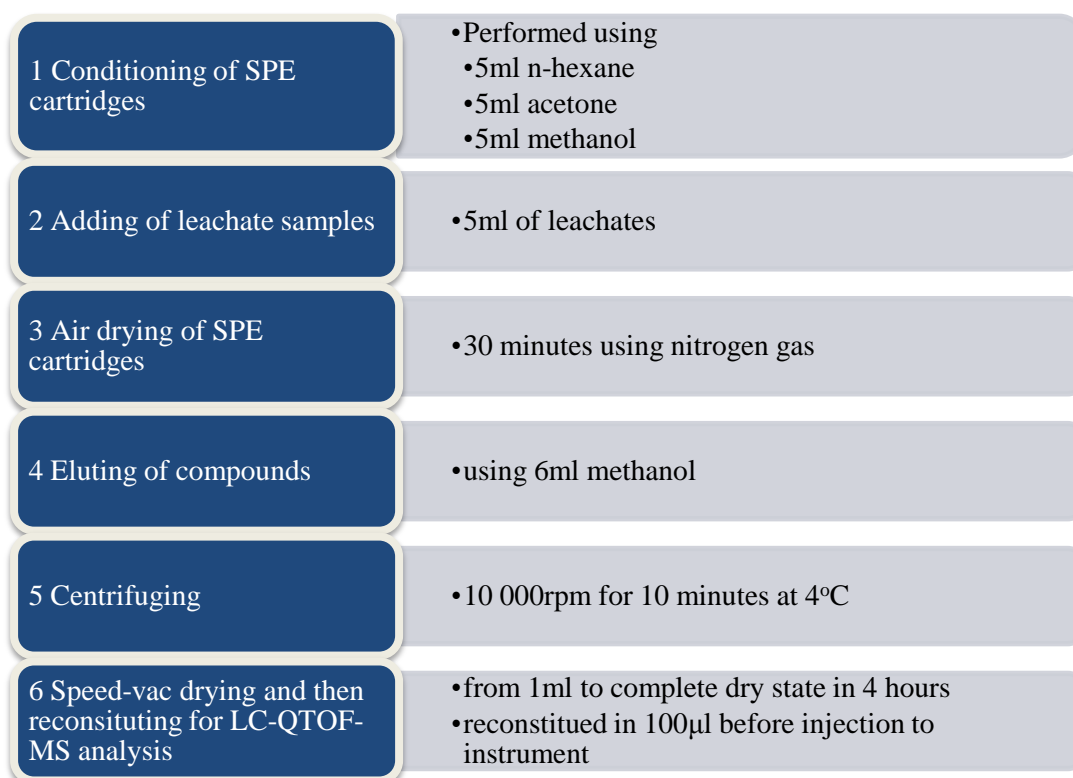 1 Conditioning of SPE
cartridges
•Performed using
•5ml n-hexane
•5ml acetone
•5ml methanol
2 Adding of leachate samples
•5ml of leachates
3 Air drying of SPE
cartridges
•30 minutes using nitrogen gas
4 Eluting of compounds
•using 6ml methanol
5 Centrifuging
•10 000rpm for 10 minutes at 4°C
6 Speed-vac drying and then
reconsituting for LC-QTOF-
MS analysis
•from 1ml to complete dry state in 4 hours
•reconstitued in 100μl before injection to
instrument